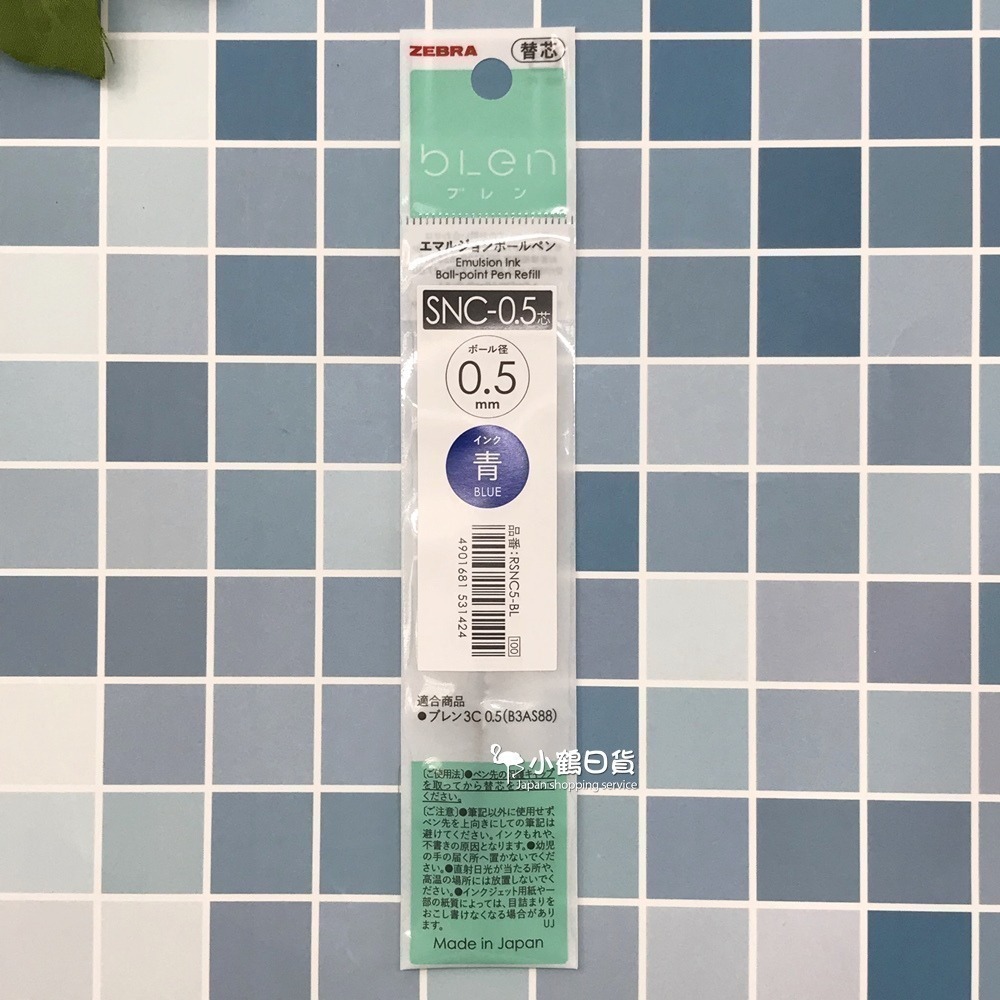 ZEBRA
替芯
bLen
ブレン
エマルジョンボールペン
Emulsion Ink
Ball-point Pen Refill
SNC-0.5芯
ボール径
0.5
mm
インク
青
BLUE
品番:RSNC5-BL
100
4901681 531424
適合商品
●ブレン3C 0.5(B3AS88)
小鶴日貨
Japan shopping service
〔ご使用法〕●ペン先の
を取ってから替芯を
ください。
〔ご注意〕●筆記以外に使用せず、
ペン先を上向きにしての筆記は
避けてください。インクもれや、
不書きの原因となります。●幼児
の手の届く所へ置かないでくだ
さい。●直射日光が当たる所や、
高温の場所には放置しないでく
ださい。●インクジェット用紙や一
部の紙質によっては、目詰まりを
おこし書けなくなる場合があり
ます。
UJ
Made in Japan